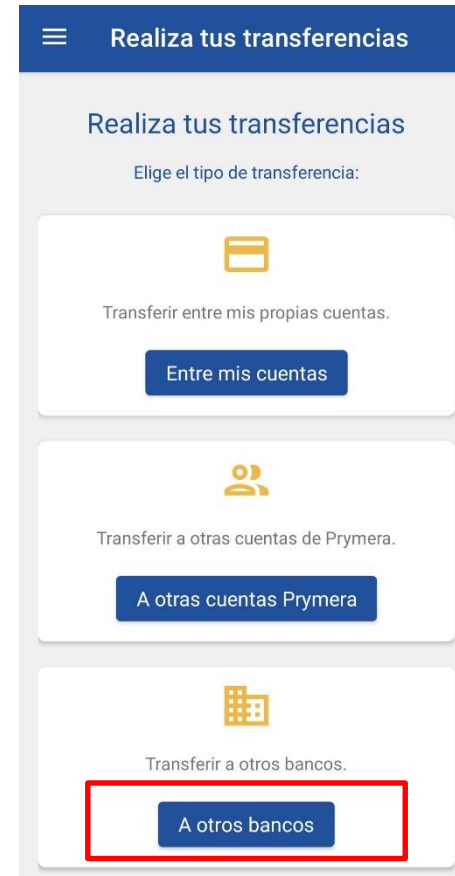 Realiza tus transferencias
Realiza tus transferencias
Elige el tipo de transferencia:
Transferir entre mis propias cuentas.
Entre mis cuentas
Transferir a otras cuentas de Prymera.
A otras cuentas Prymera
Transferir a otros bancos.
A otros bancos